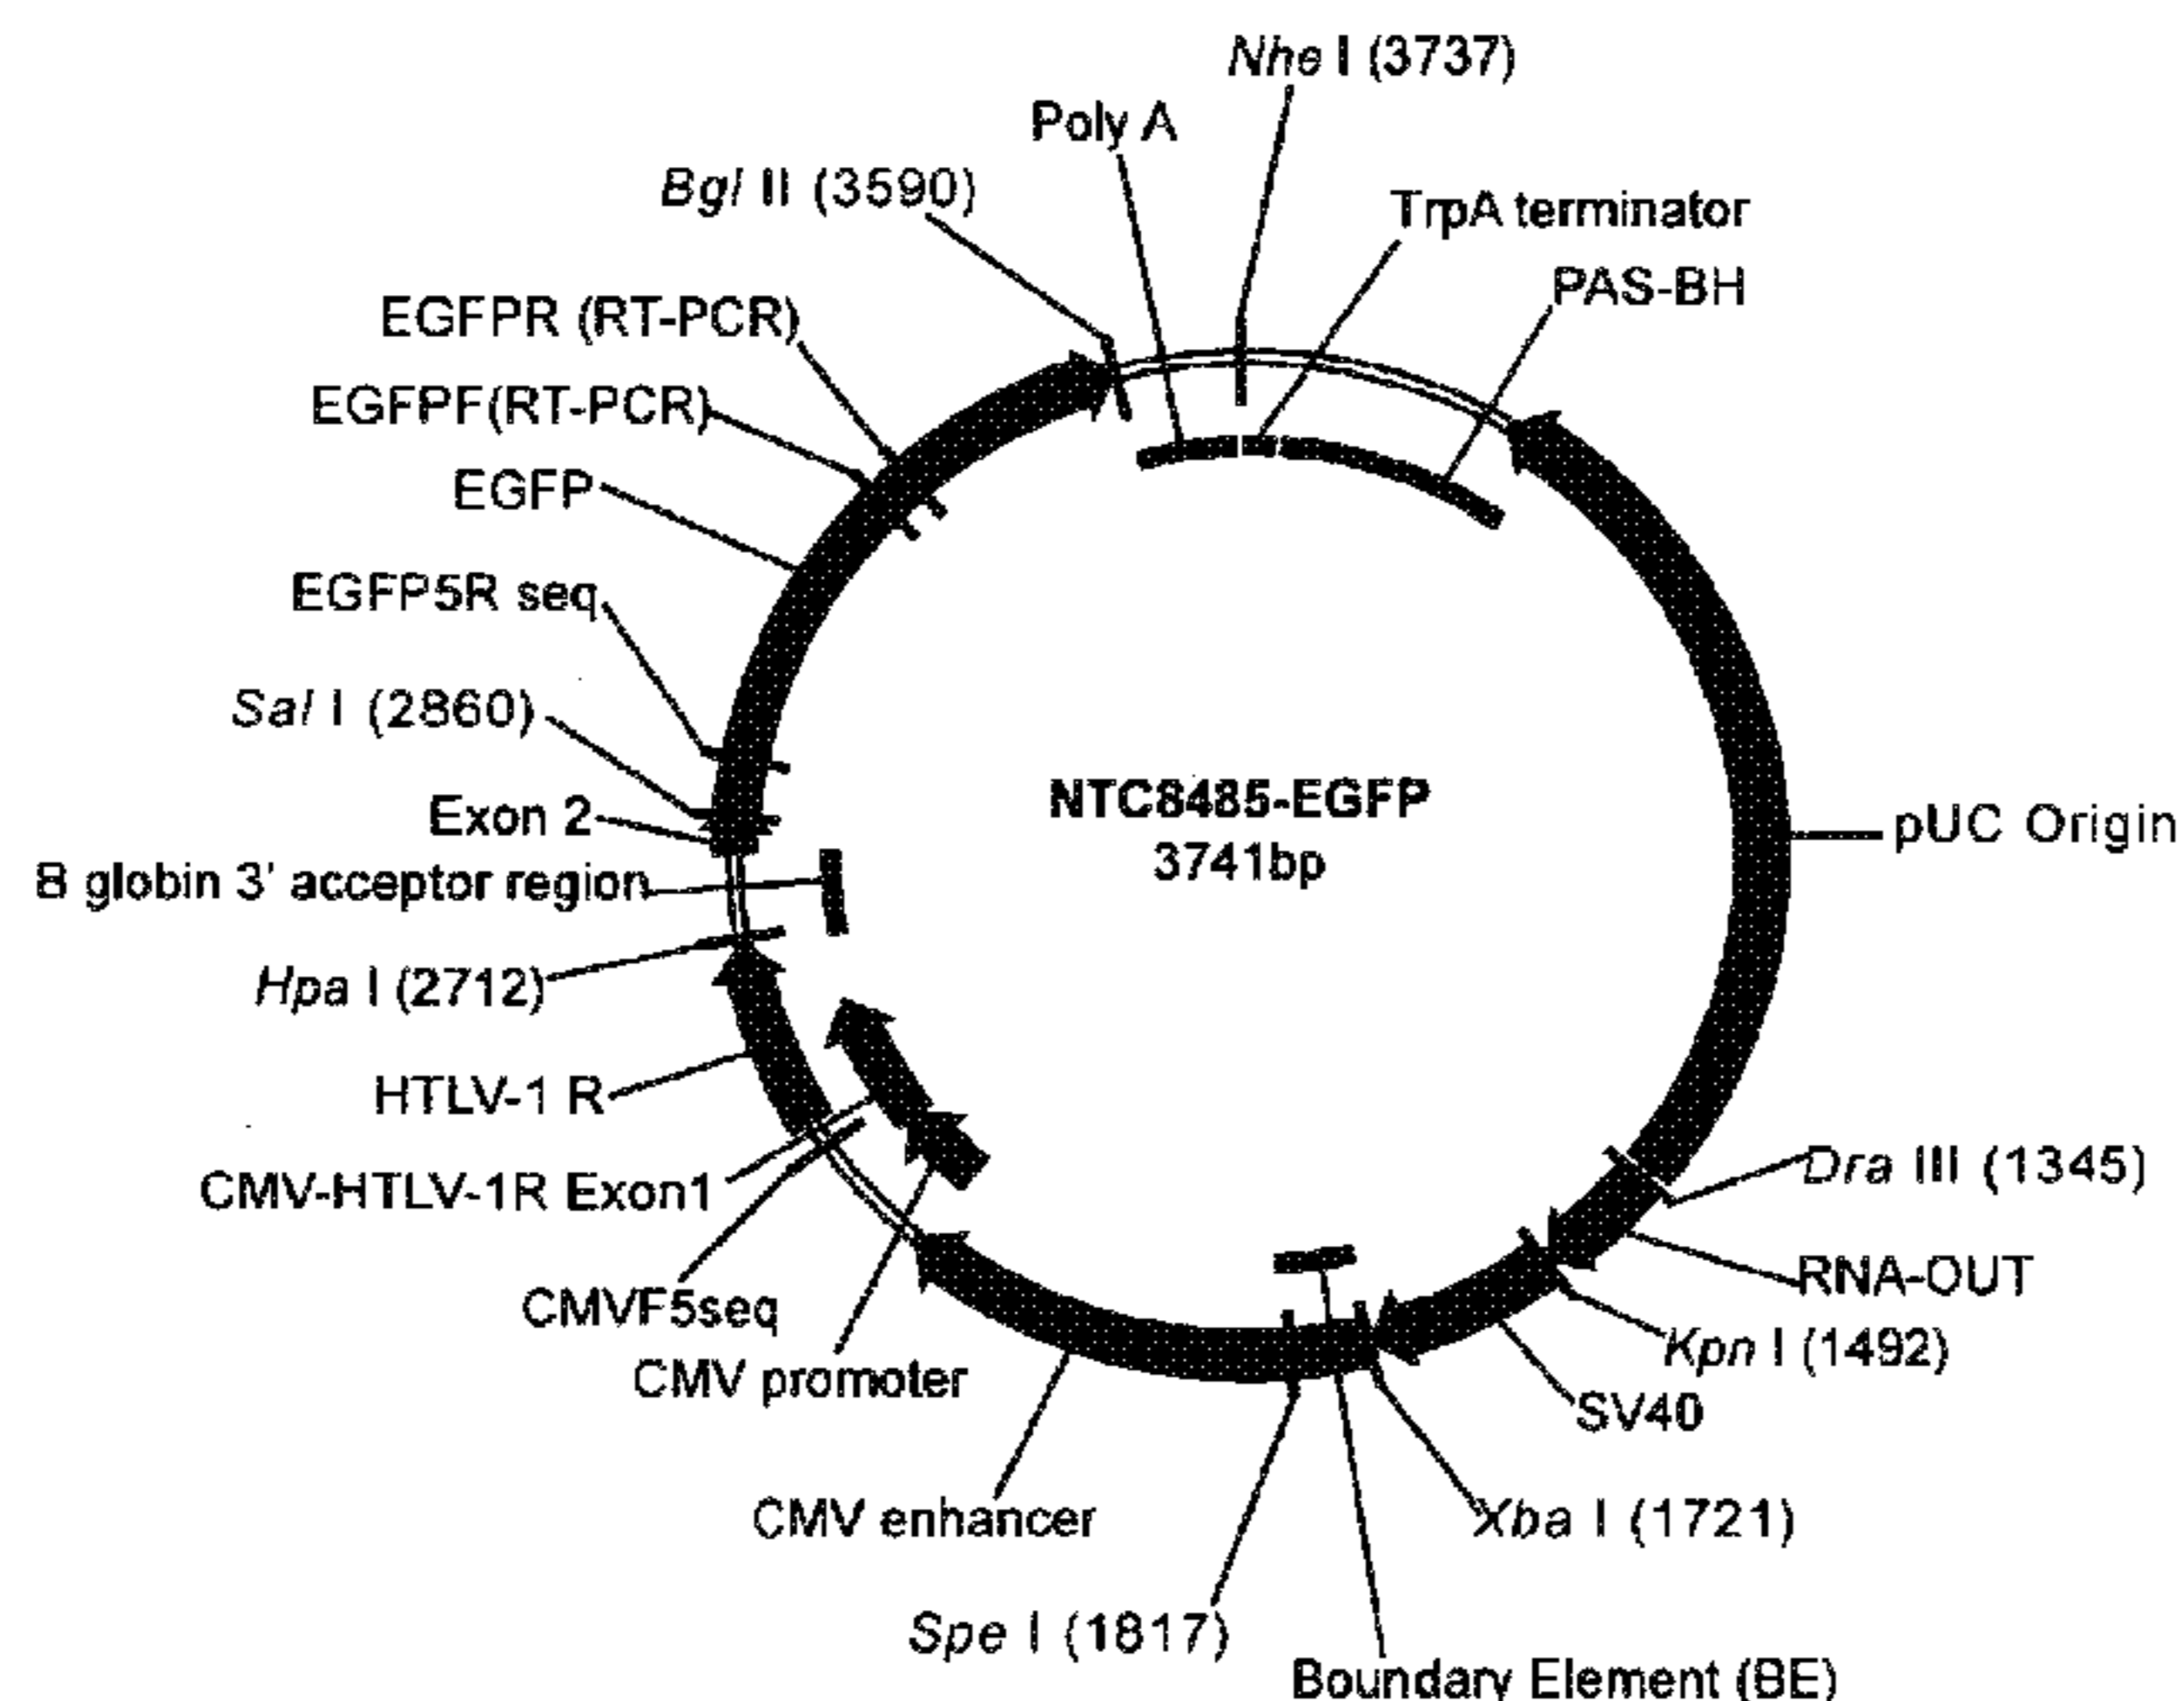 Nhe I (3737)
Poly A
Bgl II (3590)
TrpA terminator
PAS-BH
EGFPR (RT-PCR)
EGFPF(RT-PCR)
EGFP
EGFP5R seq
Sal I (2860)
Exon 2
B globin 3' acceptor region
NTC8485-EGFP
3741bp
pUC Origin
Hpa I (2712)
HTLV-1 R
CMV-HTLV-1R Exon1
CMVF5seq
CMV promoter
CMV enhancer
Dra III (1345)
RNA-OUT
Kpn I (1492)
SV40
Xba I (1721)
Spe I (1817)
Boundary Element (BE)